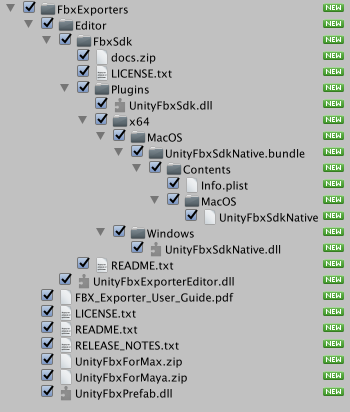 FbxExporters NEW
Editor NEW
FbxSdk NEW
docs.zip NEW
LICENSE.txt NEW
Plugins NEW
UnityFbxSdk.dll NEW
x64 NEW
MacOS NEW
UnityFbxSdkNative.bundle NEW
Contents NEW
Info.plist NEW
MacOS NEW
UnityFbxSdkNative NEW
Windows NEW
UnityFbxSdkNative.dll NEW
README.txt NEW
UnityFbxExporterEditor.dll NEW
FBX_Exporter_User_Guide.pdf NEW
LICENSE.txt NEW
README.txt NEW
RELEASE_NOTES.txt NEW
UnityFbxForMax.zip NEW
UnityFbxForMaya.zip NEW
UnityFbxPrefab.dll NEW